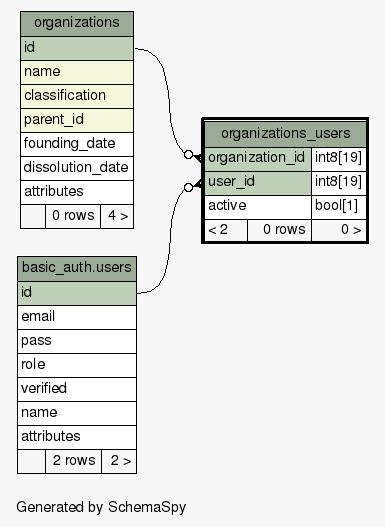 organizations
id
name
classification
parent_id
founding_date
dissolution_date
attributes
0 rows 4 >
organizations_users
organization_id int8[19]
user_id int8[19]
active bool[1]
< 2 0 rows 0 >
basic_auth.users
id
email
pass
role
verified
name
attributes
2 rows 2 >
Generated by SchemaSpy